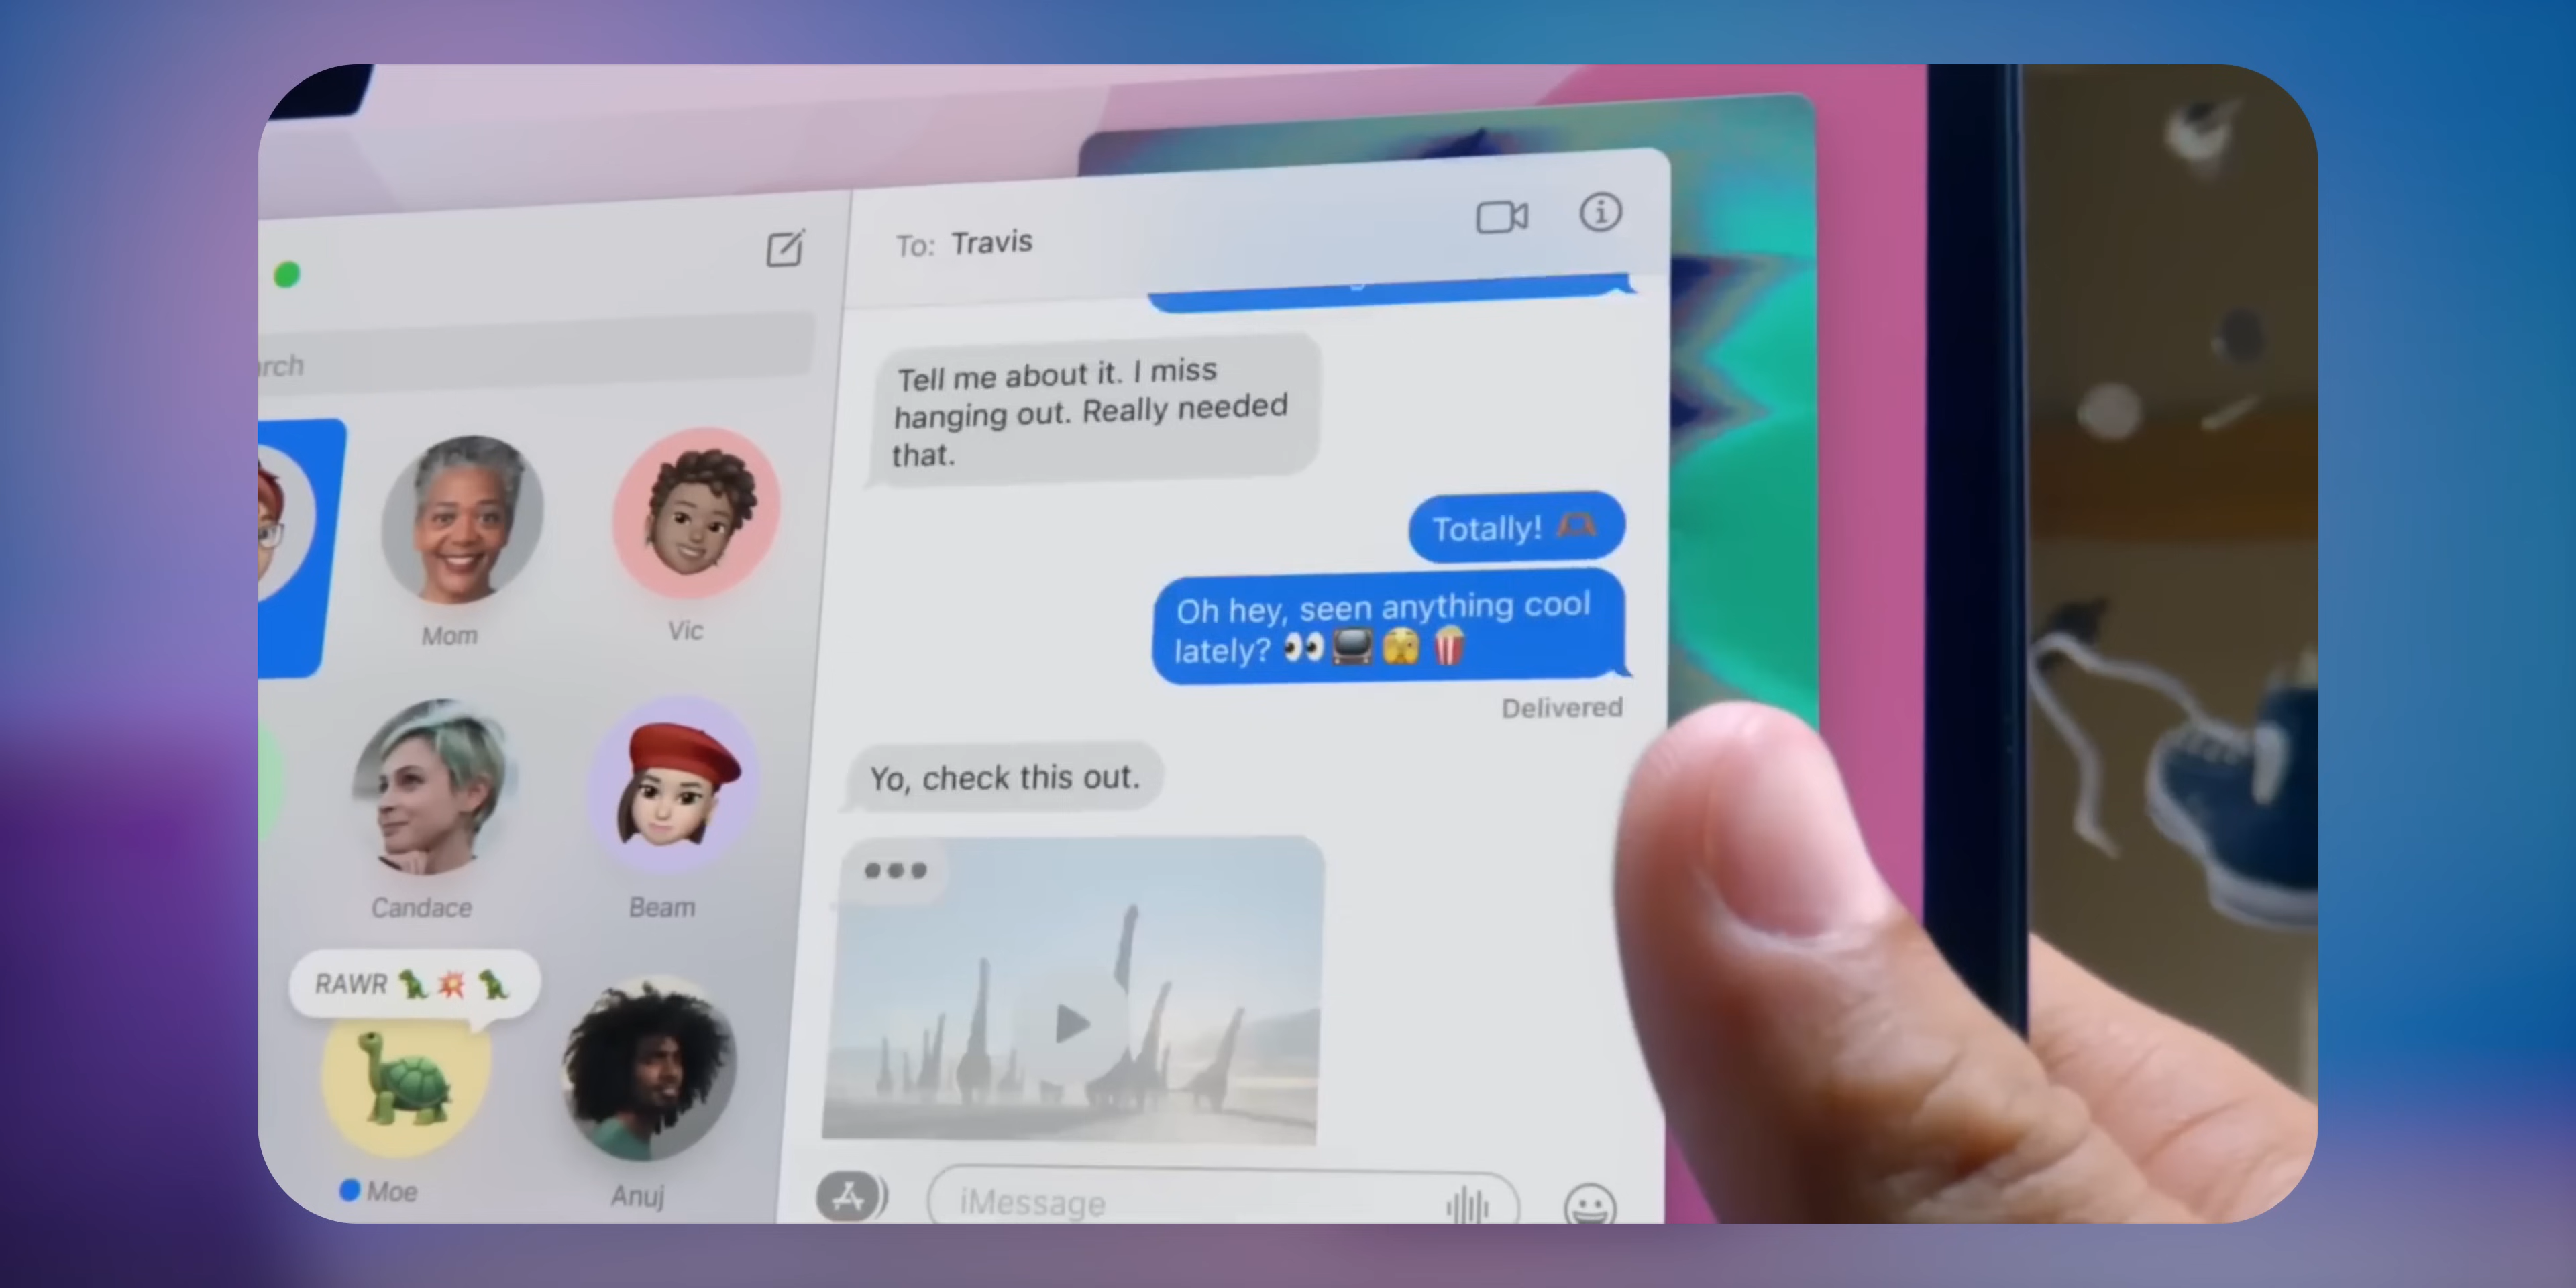 To: Travis
arch
Tell me about it. I miss
hanging out. Really needed
that.
Totally! 🫶🏾
Oh hey, seen anything cool
lately? 👀📺🫣🍿
Delivered
Yo, check this out.
Mom
Vic
Candace
Beam
RAWR 🦖💥🦖
Moe
Anuj
iMessage